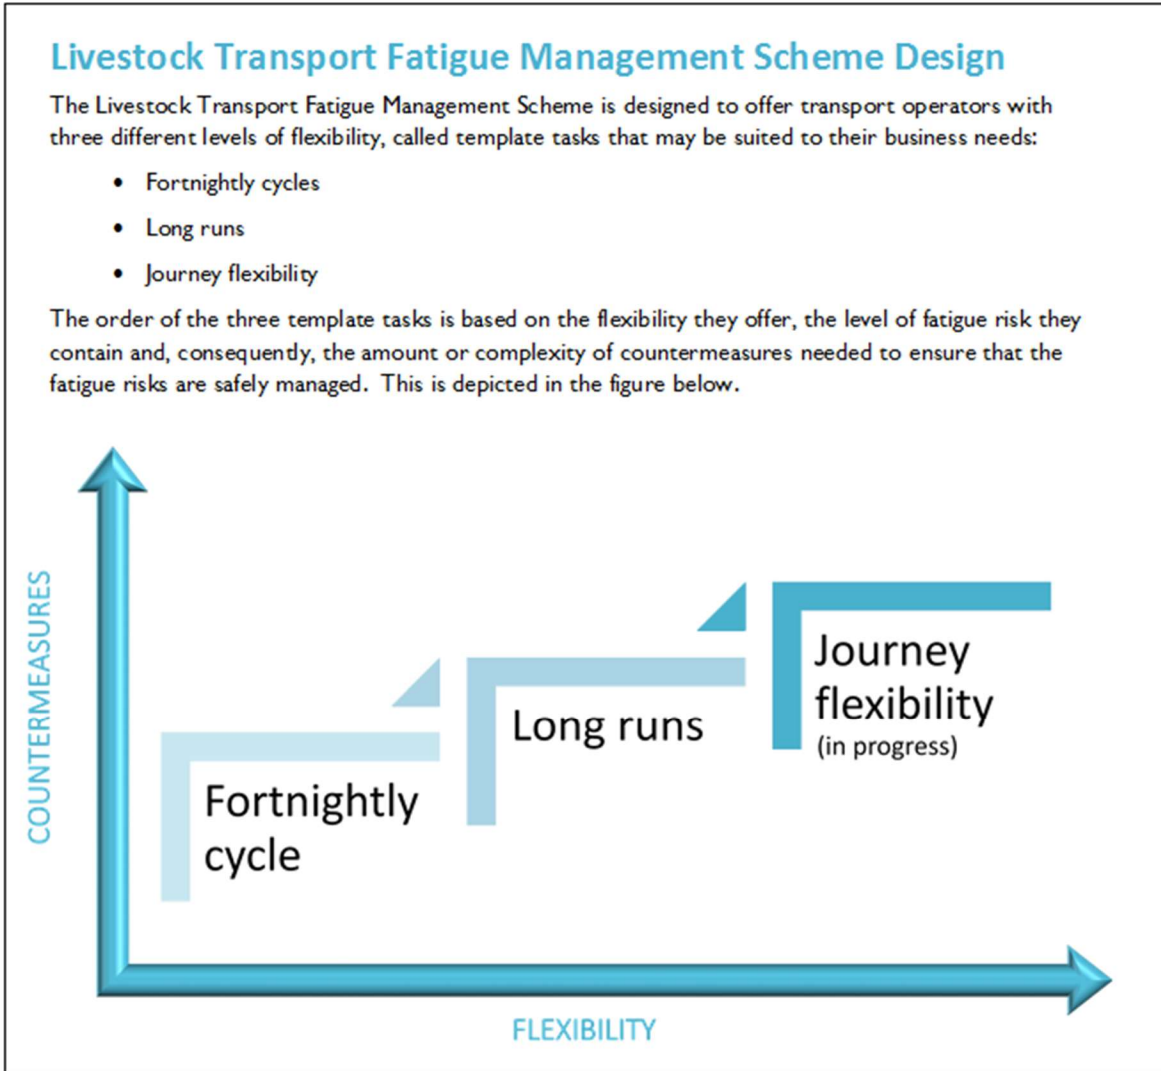 Livestock Transport Fatigue Management Scheme Design
The Livestock Transport Fatigue Management Scheme is designed to offer transport operators with
three different levels of flexibility, called template tasks that may be suited to their business needs:
• Fortnightly cycles
• Long runs
• Journey flexibility
The order of the three template tasks is based on the flexibility they offer, the level of fatigue risk they
contain and, consequently, the amount or complexity of countermeasures needed to ensure that the
fatigue risks are safely managed. This is depicted in the figure below.
COUNTERMEASURES
Fortnightly
cycle
Long runs
Journey
flexibility
(in progress)
FLEXIBILITY